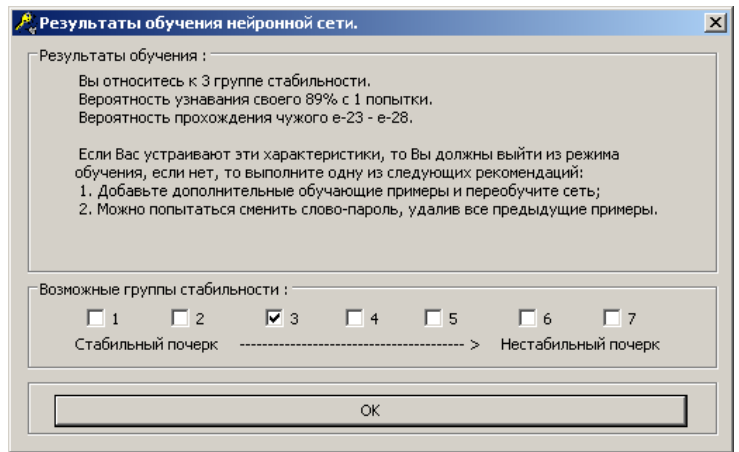 Результаты обучения нейронной сети.
Результаты обучения :
Вы относитесь к 3 группе стабильности.
Вероятность узнавания своего 89% с 1 попытки.
Вероятность прохождения чужого e-23 - e-28.
Если Вас устраивают эти характеристики, то Вы должны выйти из режима
обучения, если нет, то выполните одну из следующих рекомендаций:
1. Добавьте дополнительные обучающие примеры и переобучите сеть;
2. Можно попытаться сменить слово-пароль, удалив все предыдущие примеры.
Возможные группы стабильности :
1 2 3 4 5 6 7
Стабильный почерк ---------------------------------------- > Нестабильный почерк
OK